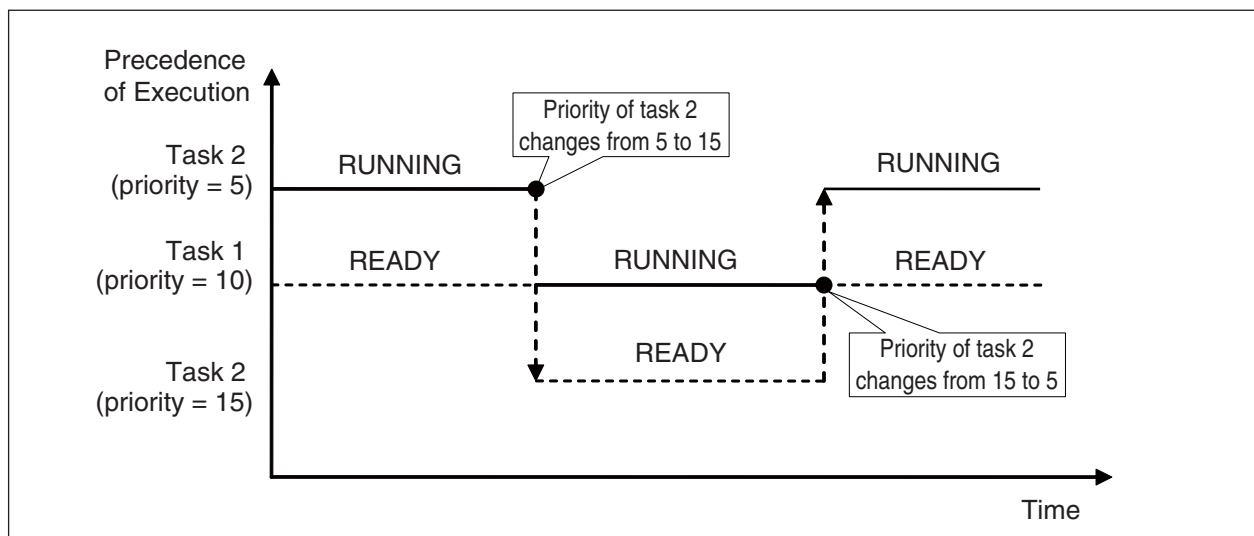 Precedence
of Execution
Priority of task 2
changes from 5 to 15
Task 2
(priority = 5)
RUNNING
RUNNING
Task 1
(priority = 10)
READY
RUNNING
READY
READY
Priority of task 2
changes from 15 to 5
Task 2
(priority = 15)
Time